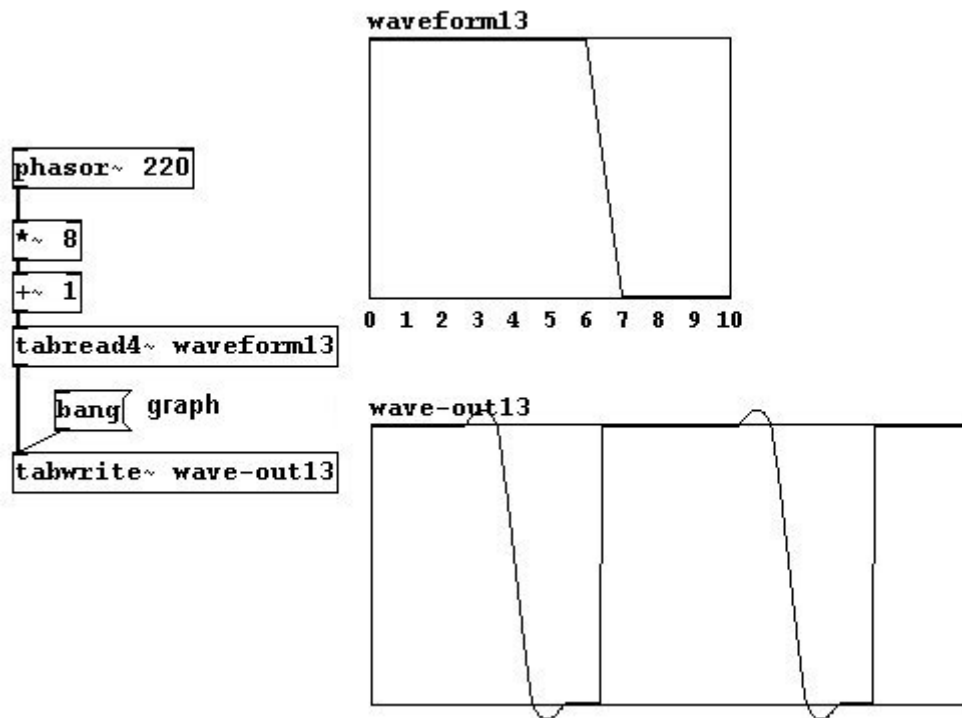 waveform13
phasor~ 220
*~ 8
+~ 1
0 1 2 3 4 5 6 7 8 9 10
tabread4~ waveform13
bang graph
wave-out13
tabwrite~ wave-out13